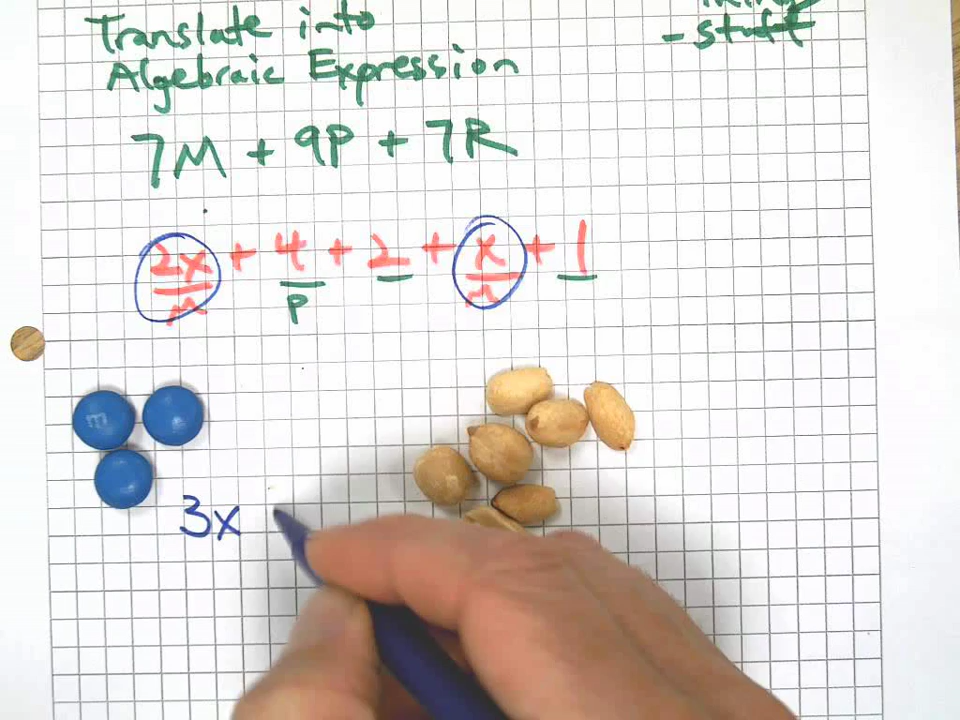 Translate into
- stuff
Algebraic Expression
7M + 9P + 7R
2x + 4 + 2 + x + 1
m P m
m
3x